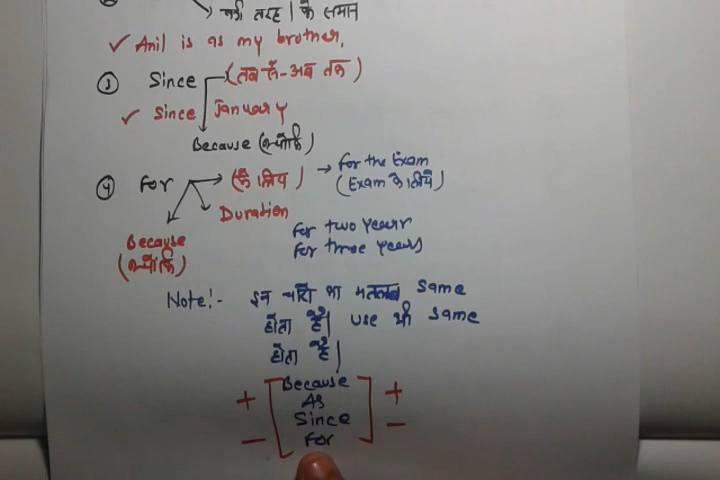 → की तरह / के समान
✓ Anil is as my brother.
③ Since → (तब से - अब तक)
✓ Since January
Because (क्योंकि)
④ For → (के लिए) → for the Exam
(Exam के लिये)
Duration
Because
(क्योंकि)
for two year
for three years
Note:- इन चारों का मतलब Same
होता है| use भी same
होता है|
+ [ Because ] +
As
Since
- [ For ] -